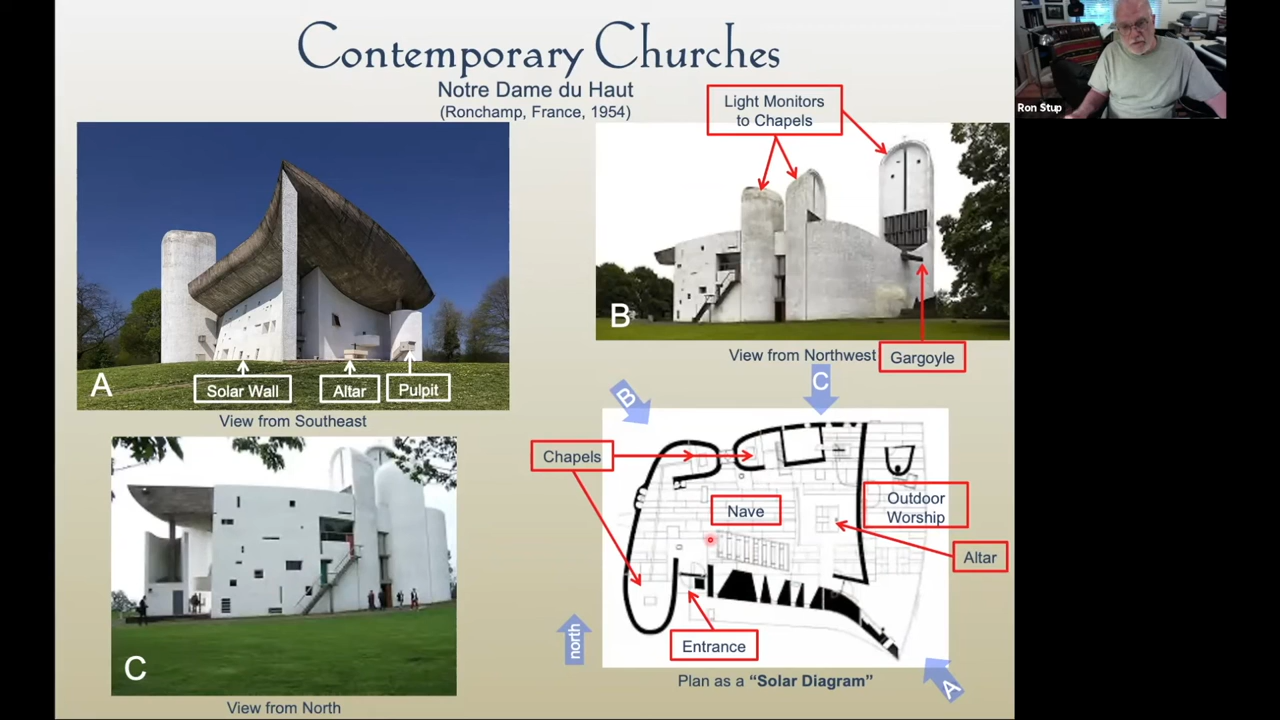 Contemporary Churches
Notre Dame du Haut
(Ronchamp, France, 1954)
Ron Stup
Light Monitors
to Chapels
A
Solar Wall
Altar
Pulpit
View from Southeast
B
View from Northwest
Gargoyle
C
View from North
B
C
Chapels
Nave
Outdoor
Worship
Altar
Entrance
north
A
Plan as a “Solar Diagram”